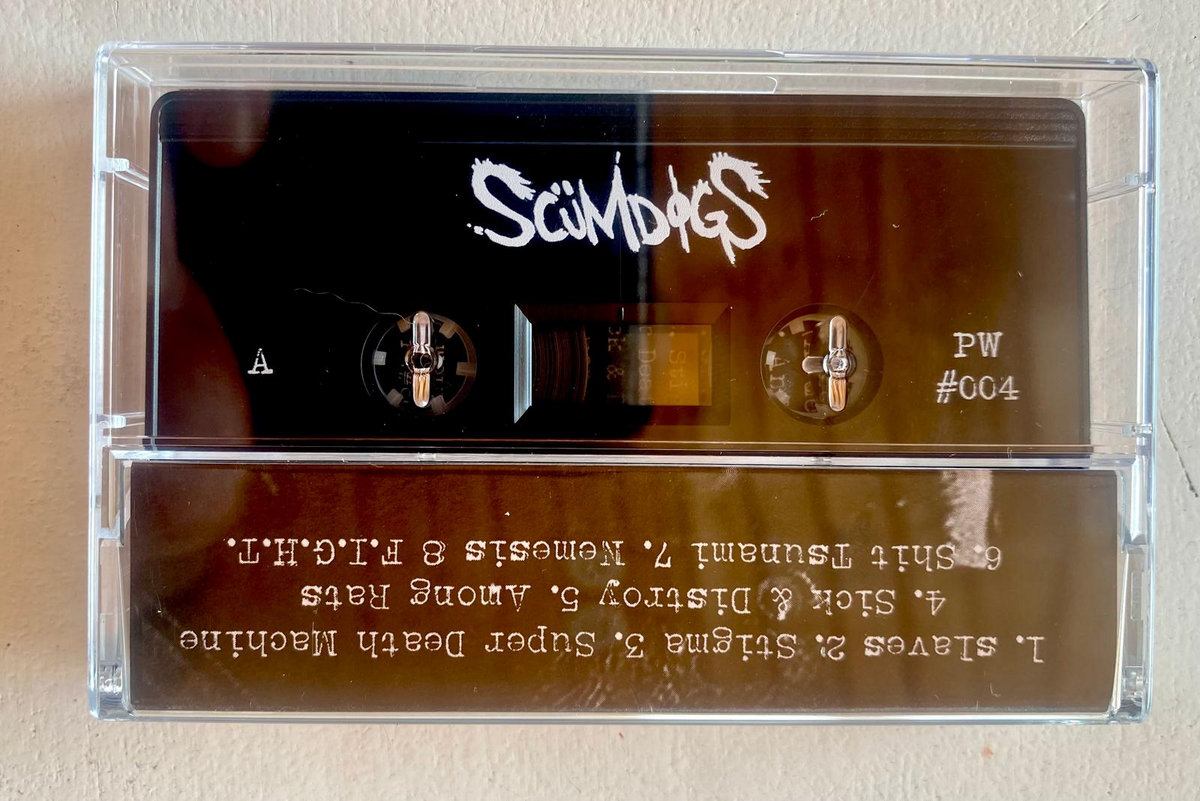 SCÜMDOGS
A
PW
#004
1.slaves 2. Stigma 3. Super Death Machine
4. Sick & Distroy 5. Among Rats
6. Shit Tsunami 7. Nemesis 8 F.I.G.H.T.